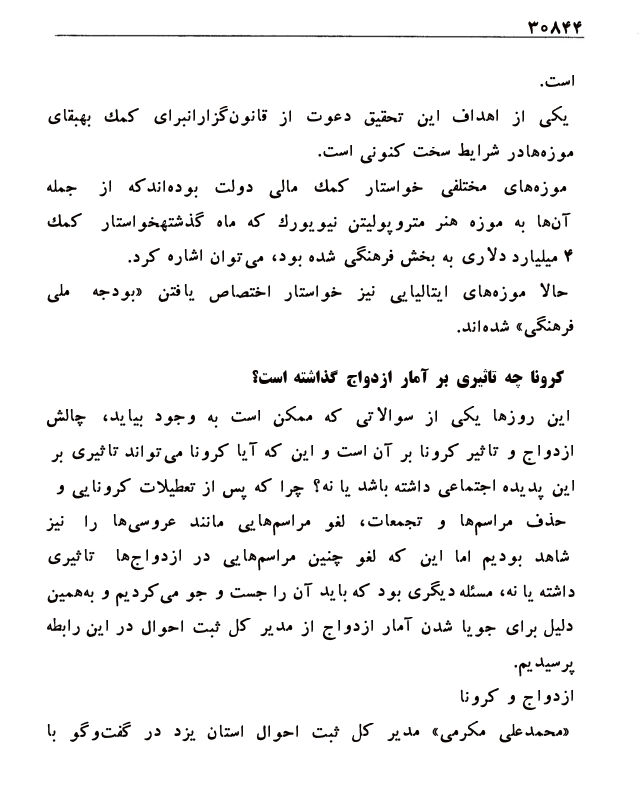 ۳۰۸۴۴
است.
یکی از اهداف این تحقیق دعوت از قانون‌گزارانبرای کمك بهبقای
موزه‌هادر شرایط سخت کنونی است.
موزه‌های مختلفی خواستار کمك مالی دولت بوده‌اندکه از جمله
آن‌ها به موزه هنر متروپولیتن نیویورك که ماه گذشتهخواستار کمك
۴ میلیارد دلاری به بخش فرهنگی شده بود، می‌توان اشاره کرد.
حالا موزه‌های ایتالیایی نیز خواستار اختصاص یافتن «بودجه ملی
فرهنگی» شده‌اند.
کرونا چه تاثیری بر آمار ازدواج گذاشته است؟
این روزها یکی از سوالاتی که ممکن است به وجود بیاید، چالش
ازدواج و تاثیر کرونا بر آن است و این که آیا کرونا می‌تواند تاثیری بر
این پدیده اجتماعی داشته باشد یا نه؟ چرا که پس از تعطیلات کرونایی و
حذف مراسم‌ها و تجمعات، لغو مراسم‌هایی مانند عروسی‌ها را نیز
شاهد بودیم اما این که لغو چنین مراسم‌هایی در ازدواج‌ها تاثیری
داشته یا نه، مسئله دیگری بود که باید آن را جست و جو می‌کردیم و به‌همین
دلیل برای جویا شدن آمار ازدواج از مدیر کل ثبت احوال در این رابطه
پرسیدیم.
ازدواج و کرونا
«محمدعلی مکرمی» مدیر کل ثبت احوال استان یزد در گفت‌وگو با